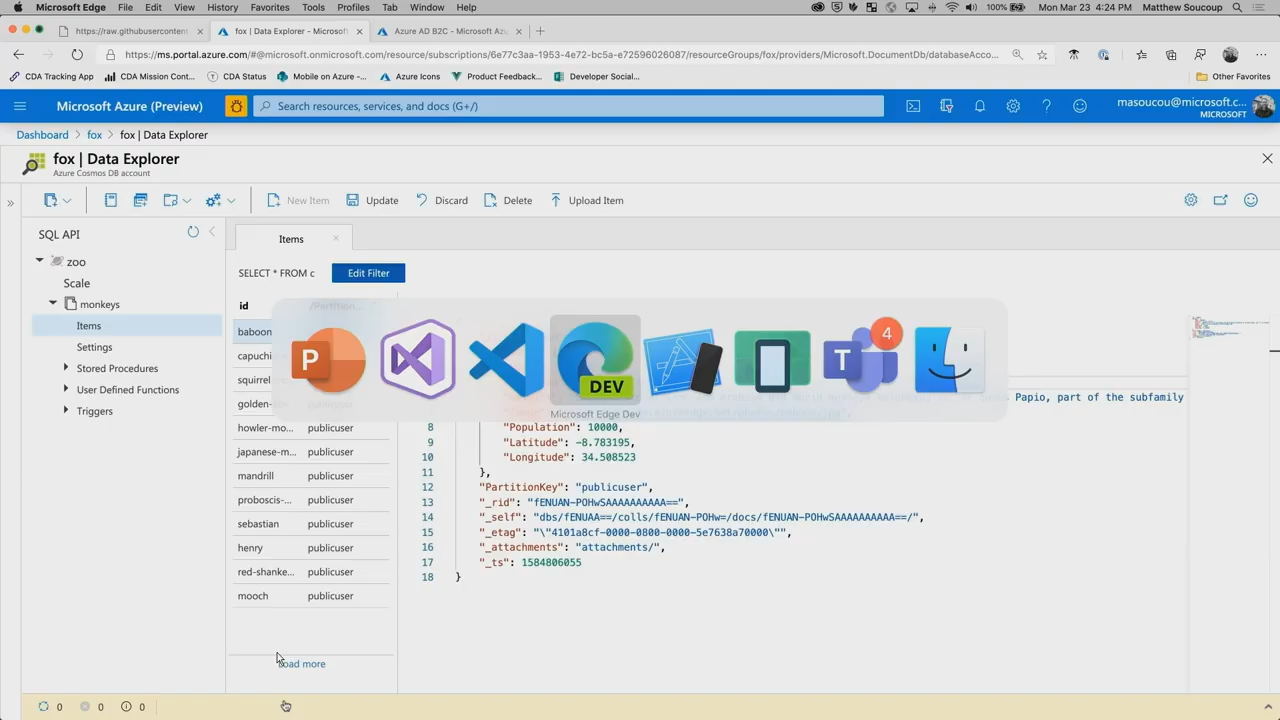 Microsoft Edge File Edit View History Favorites Tools Profiles Tab Window Help 100% Mon Mar 23 4:24 PM Matthew Soucoup
https://raw.githubusercontent × fox | Data Explorer - Microsoft × Azure AD B2C - Microsoft Az × +
https://ms.portal.azure.com/#@microsoft.onmicrosoft.com/resource/subscriptions/6e77c3aa-1953-4e72-bc5a-e72596026087/resourceGroups/fox/providers/Microsoft.DocumentDb/databaseAcco...
CDA Tracking App CDA Mission Cont... CDA Status Mobile on Azure -... Azure Icons Product Feedback... Developer Social... Other Favorites
Microsoft Azure (Preview) Search resources, services, and docs (G+/) masoucou@microsoft.c...
MICROSOFT
Dashboard > fox > fox | Data Explorer
fox | Data Explorer
Azure Cosmos DB account
New Item Update Discard Delete Upload Item
SQL API
Items ×
zoo
Scale
monkeys
Items
Settings
Stored Procedures
User Defined Functions
Triggers
SELECT * FROM c Edit Filter
id /Partition...
baboon
capuchi
squirrel
golden-
howler-mo... publicuser
japanese-m... publicuser
mandrill publicuser
proboscis-... publicuser
sebastian publicuser
henry publicuser
red-shanke... publicuser
mooch publicuser
Load more
P
DEV
T
4
Microsoft Edge Dev
Papio, part of the subfamily
8 "Population": 10000,
9 "Latitude": -8.783195,
10 "Longitude": 34.508523
11 },
12 "PartitionKey": "publicuser",
13 "_rid": "fENUAN-POHwSAAAAAAAAAA==",
14 "_self": "dbs/fENUAA==/colls/fENUAN-POHw=/docs/fENUAN-POHwSAAAAAAAAAA==/",
15 "_etag": "\"4101a8cf-0000-0800-0000-5e7638a70000\"",
16 "_attachments": "attachments/",
17 "_ts": 1584806055
18 }
0 0 0